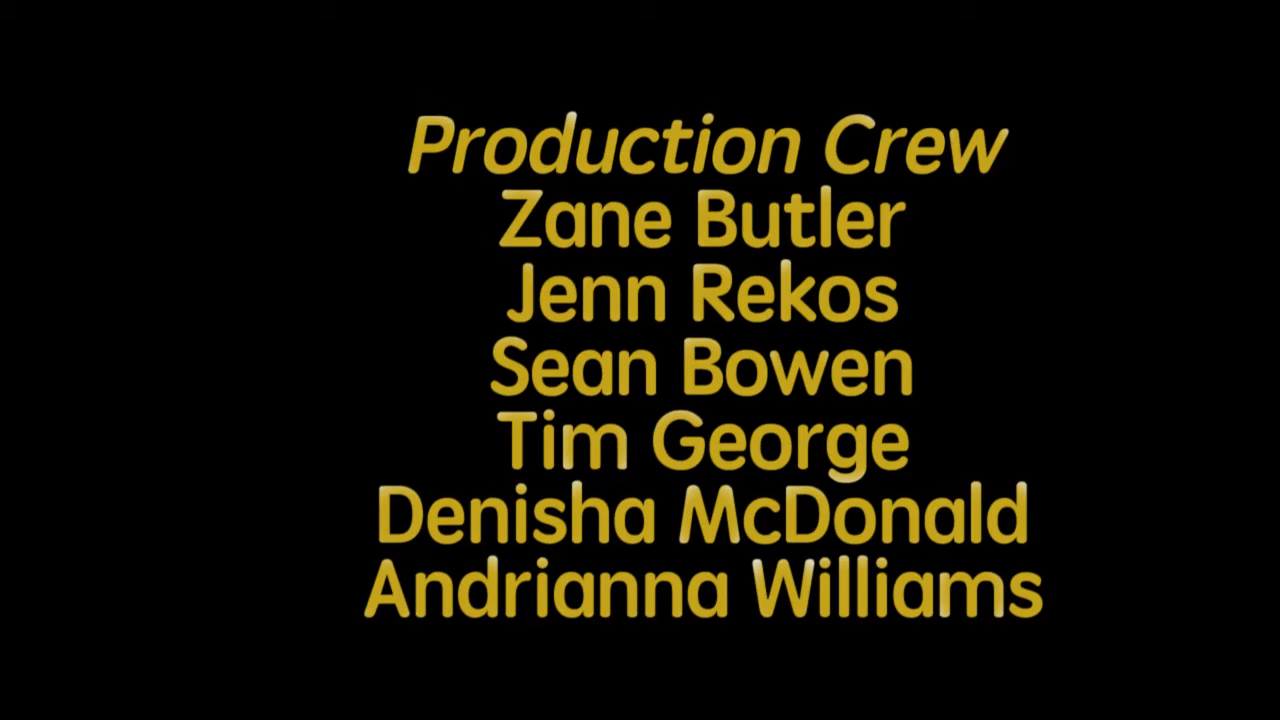 Production Crew
Zane Butler
Jenn Rekos
Sean Bowen
Tim George
Denisha McDonald
Andrianna Williams